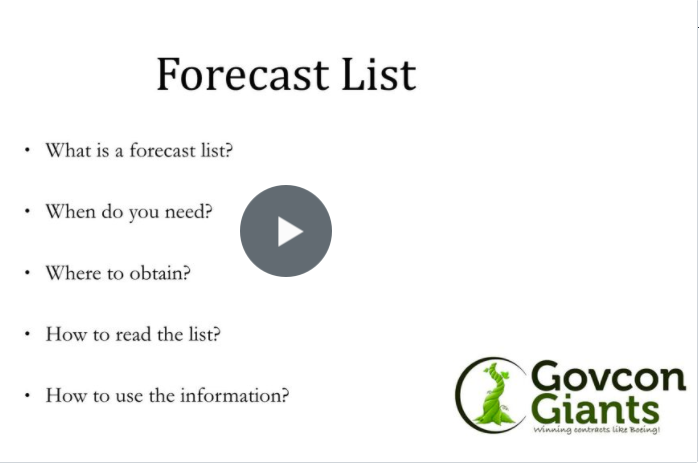 Forecast List
• What is a forecast list?
• When do you need?
• Where to obtain?
• How to read the list?
• How to use the information?
Govcon
Giants
Winning contracts like Boeing!